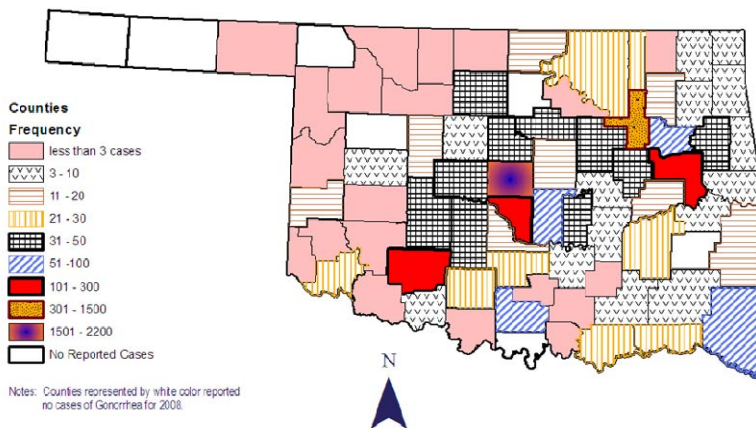 Counties
Frequency
less than 3 cases
3 - 10
11 - 20
21 - 30
31 - 50
51 -100
101 - 300
301 - 1500
1501 - 2200
No Reported Cases
N
Notes: Counties represented by white color reported
no cases of Gonorrhea for 2008.